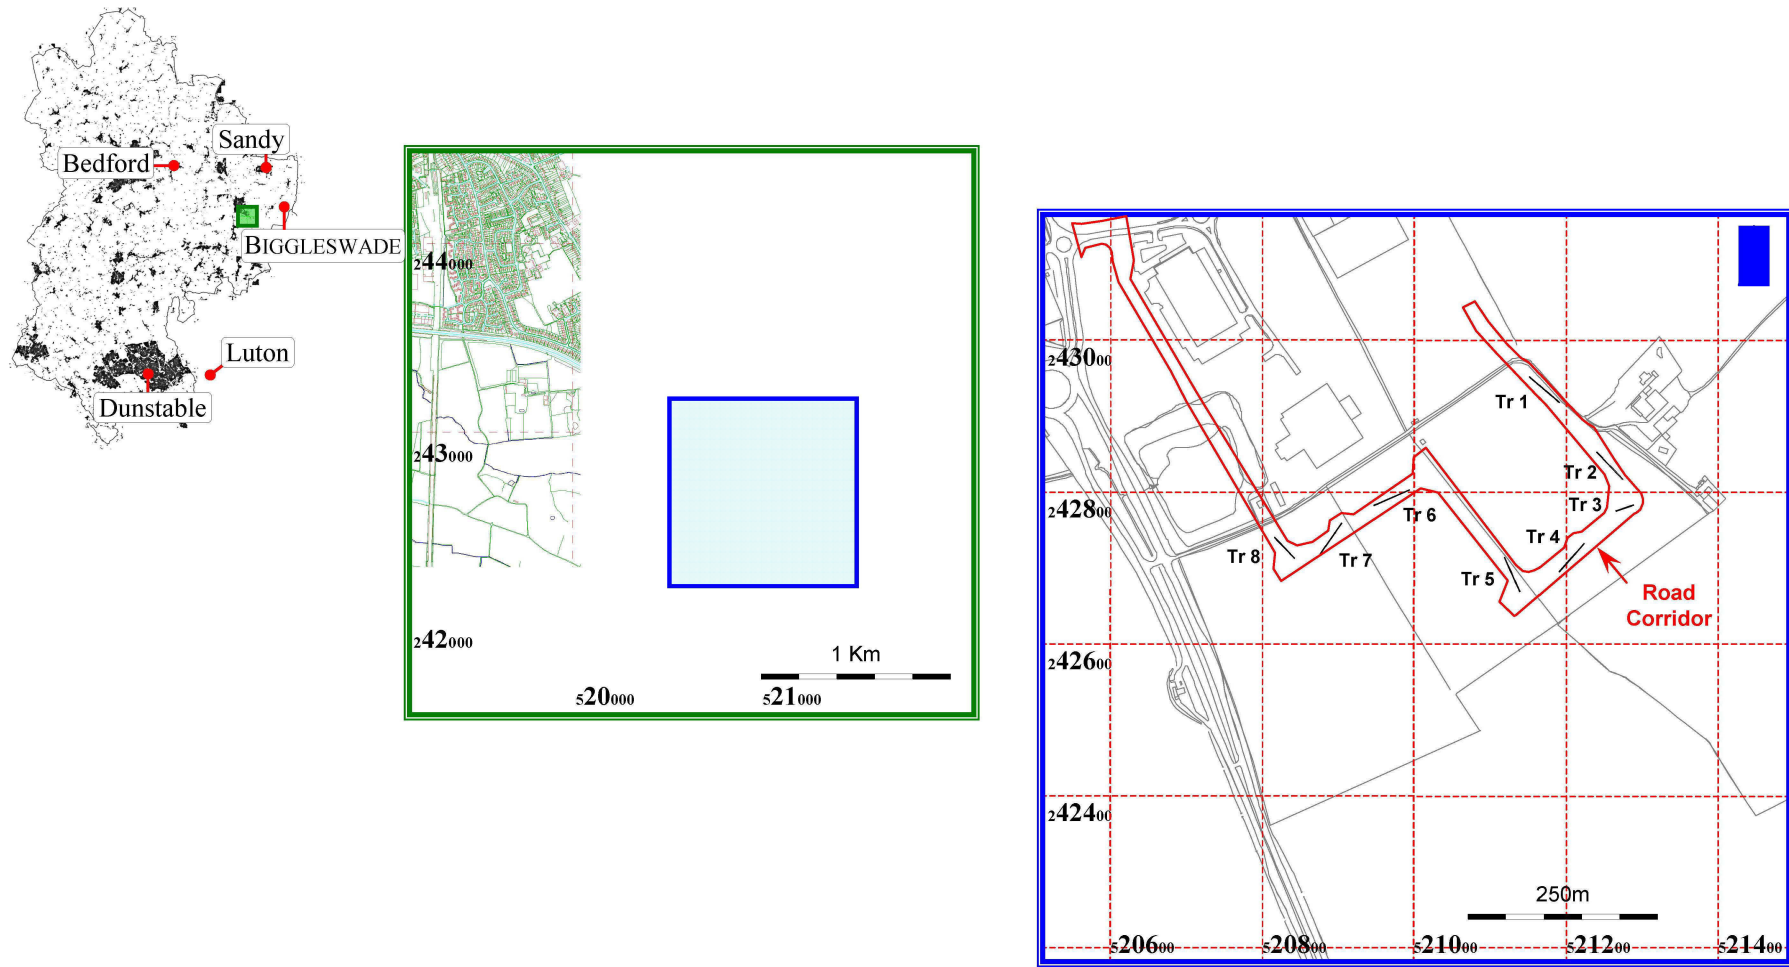 Sandy
Bedford
BIGGLESWADE
Luton
Dunstable
244000
243000
242000
1 Km
520000
521000
243000
Tr 1
Tr 2
242800
Tr 3
Tr 6
Tr 4
Tr 8
Tr 7
Tr 5
Road
Corridor
242600
242400
250m
520600
520800
521000
521200
521400